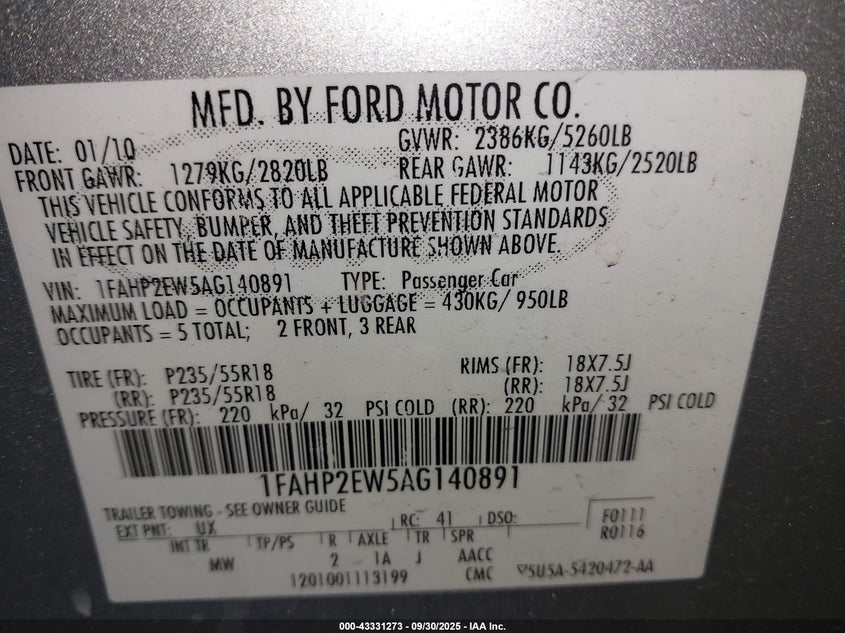 MFD. BY FORD MOTOR CO.
DATE: 01/10 GVWR: 2386KG/5260LB
FRONT GAWR: 1279KG/2820LB REAR GAWR: 1143KG/2520LB
THIS VEHICLE CONFORMS TO ALL APPLICABLE FEDERAL MOTOR
VEHICLE SAFETY, BUMPER, AND THEFT PREVENTION STANDARDS
IN EFFECT ON THE DATE OF MANUFACTURE SHOWN ABOVE.
VIN: 1FAHP2EW5AG140891 TYPE: Passenger Car
MAXIMUM LOAD = OCCUPANTS + LUGGAGE = 430KG/ 950LB
OCCUPANTS = 5 TOTAL; 2 FRONT, 3 REAR
TIRE (FR): P235/55R18 RIMS (FR): 18X7.5J
(RR): P235/55R18 (RR): 18X7.5J
PRESSURE (FR): 220 kPa/ 32 PSI COLD (RR): 220 kPa/ 32 PSI COLD
1FAHP2EW5AG140891
TRAILER TOWING - SEE OWNER GUIDE
EXT PNT: UX RC: 41 DSO: F0111
R0116
INT TR TP/PS R AXLE TR SPR
MW 2 1A J AACC
1201001113199 CMC 5U5A-5420472-AA
000-43331273 - 09/30/2025 - IAA Inc.